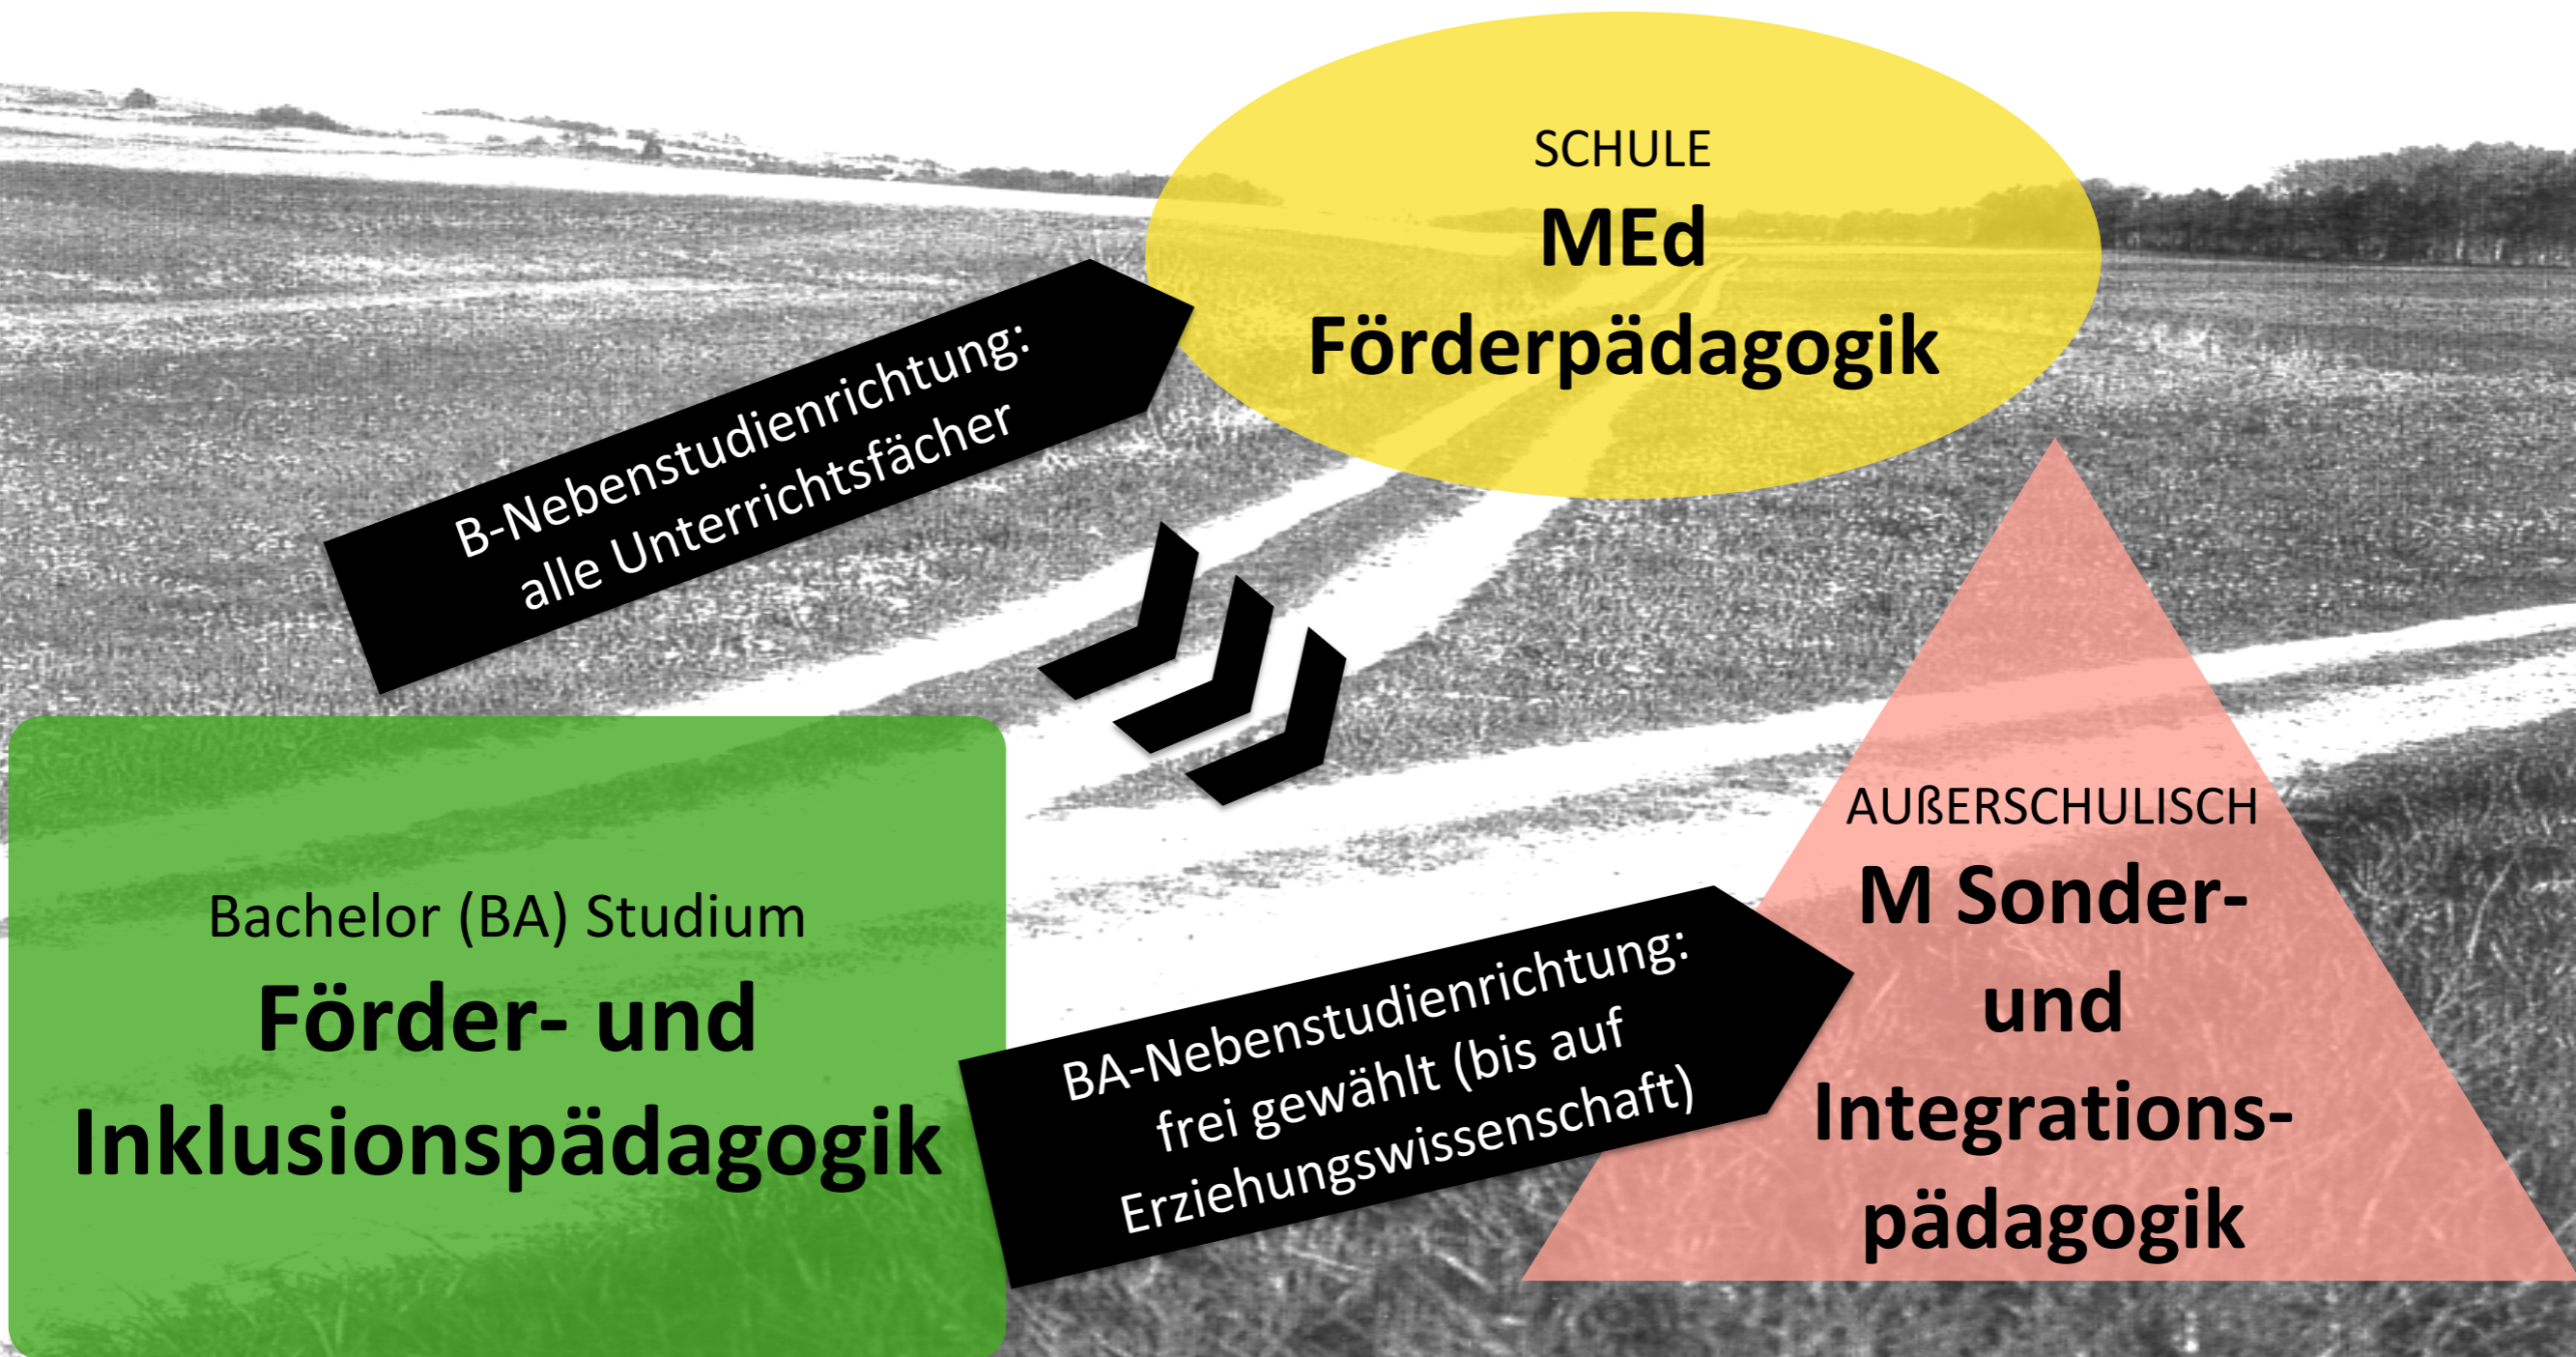 SCHULE
MEd
Förderpädagogik
B-Nebenstudienrichtung:
alle Unterrichtsfächer
Bachelor (BA) Studium
Förder- und
Inklusionspädagogik
BA-Nebenstudienrichtung:
frei gewählt (bis auf
Erziehungswissenschaft)
AUßERSCHULISCH
M Sonder-
und
Integrations-
pädagogik